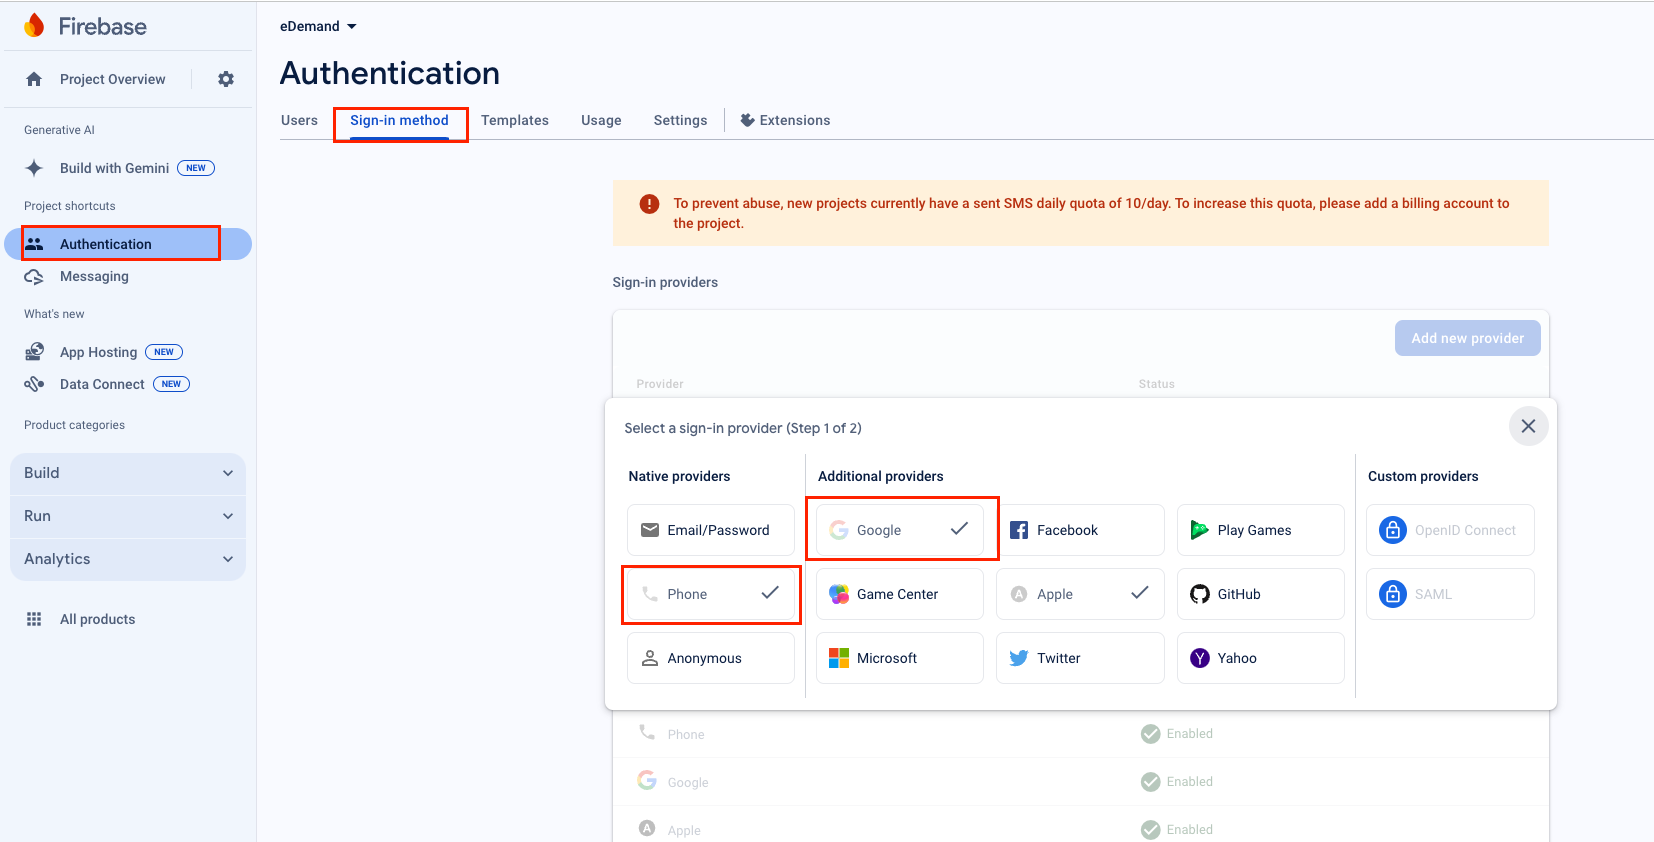 Firebase
Project Overview
Generative AI
Build with Gemini NEW
Project shortcuts
Authentication
Messaging
What's new
App Hosting NEW
Data Connect NEW
Product categories
Build
Run
Analytics
All products
eDemand
Authentication
Users Sign-in method Templates Usage Settings Extensions
To prevent abuse, new projects currently have a sent SMS daily quota of 10/day. To increase this quota, please add a billing account to
the project.
Sign-in providers
Add new provider
Provider Status
Select a sign-in provider (Step 1 of 2)
Native providers Additional providers Custom providers
Email/Password Google Facebook Play Games OpenID Connect
Phone Game Center Apple GitHub SAML
Anonymous Microsoft Twitter Yahoo
Phone Enabled
Google Enabled
Apple Enabled